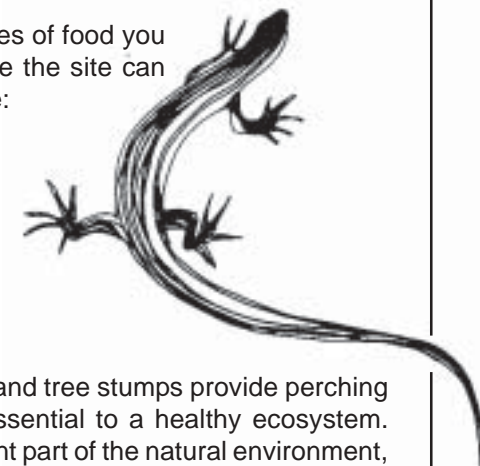 es of food you
e the site can
e:
and tree stumps provide perching
ssential to a healthy ecosystem.
nt part of the natural environment,